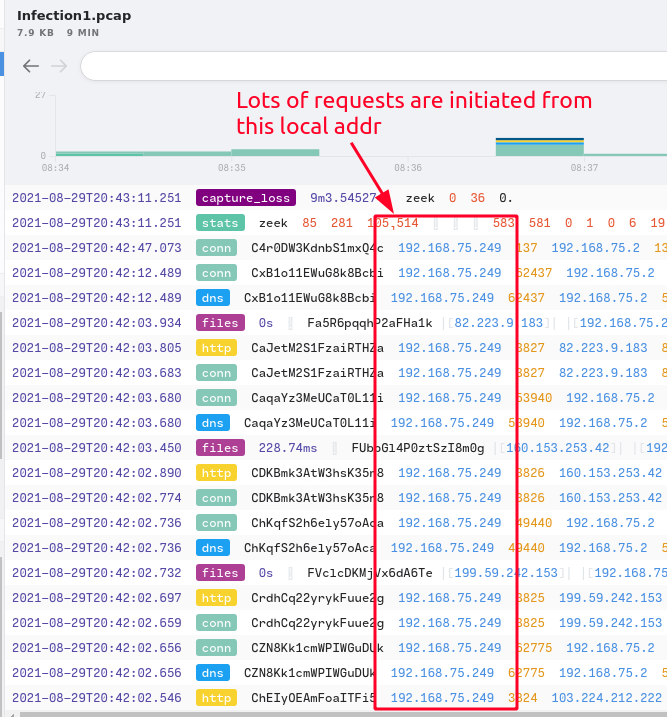 Infection1.pcap
7.9 KB 9 MIN
Lots of requests are initiated from
this local addr
27
0
08:34 08:35 08:36 08:37
2021-08-29T20:43:11.251 capture_loss 9m3.54527 zeek 0 36 0.
2021-08-29T20:43:11.251 stats zeek 85 281 105,514 583 581 0 1 0 6 19
2021-08-29T20:42:47.073 conn C4r0DW3KdnbS1mxQ4c 192.168.75.249 137 192.168.75.2 13
2021-08-29T20:42:12.489 conn CxB1o11EWuG8k8Bcbi 192.168.75.249 62437 192.168.75.2
2021-08-29T20:42:12.489 dns CxB1o11EWuG8k8Bcbi 192.168.75.249 62437 192.168.75.2 5
2021-08-29T20:42:03.934 files 0s Fa5R6pqqhP2aFHa1k |[82.223.9.183]| |[192.168.75.2
2021-08-29T20:42:03.805 http CaJetM2S1FzaiRTHZa 192.168.75.249 3827 82.223.9.183 8
2021-08-29T20:42:03.683 conn CaJetM2S1FzaiRTHZa 192.168.75.249 3827 82.223.9.183 8
2021-08-29T20:42:03.680 conn CaqaYz3MeUCaT0L11i 192.168.75.249 53940 192.168.75.2
2021-08-29T20:42:03.680 dns CaqaYz3MeUCaT0L11i 192.168.75.249 53940 192.168.75.2 5
2021-08-29T20:42:03.450 files 228.74ms FUboGl4P0ztSzI8m0g |[160.153.253.42]| |[192
2021-08-29T20:42:02.890 http CDKBmk3AtW3hsK35n8 192.168.75.249 3826 160.153.253.42
2021-08-29T20:42:02.774 conn CDKBmk3AtW3hsK35n8 192.168.75.249 3826 160.153.253.42
2021-08-29T20:42:02.736 conn ChKqfS2h6ely57oAca 192.168.75.249 49440 192.168.75.2
2021-08-29T20:42:02.736 dns ChKqfS2h6ely57oAca 192.168.75.249 49440 192.168.75.2 5
2021-08-29T20:42:02.732 files 0s FVclcDKMjVx6dA6Te |[199.59.242.153]| |[192.168.75
2021-08-29T20:42:02.697 http CrdhCq22yrykFuue2g 192.168.75.249 3825 199.59.242.153
2021-08-29T20:42:02.659 conn CrdhCq22yrykFuue2g 192.168.75.249 3825 199.59.242.153
2021-08-29T20:42:02.656 conn CZN8Kk1cmWPIWGuDUk 192.168.75.249 62775 192.168.75.2
2021-08-29T20:42:02.656 dns CZN8Kk1cmWPIWGuDUk 192.168.75.249 62775 192.168.75.2 5
2021-08-29T20:42:02.546 http ChEIyOEAmFoaITFi5 192.168.75.249 3824 103.224.212.222